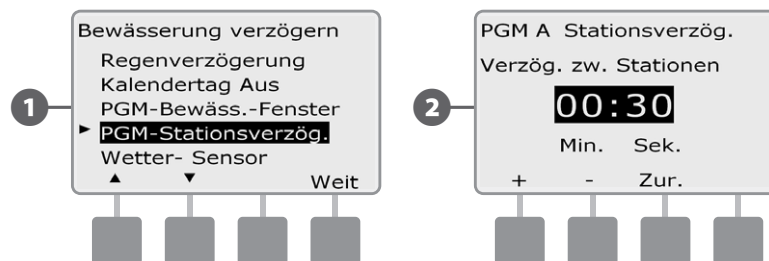 Bewässerung verzögern
Regenverzögerung
Kalendertag Aus
PGM-Bewäss.-Fenster
► PGM-Stationsverzög.
Wetter- Sensor
▲ ▼ Weit
1
PGM A Stationsverzög.
Verzög. zw. Stationen
00:30
Min. Sek.
+ - Zur.
2